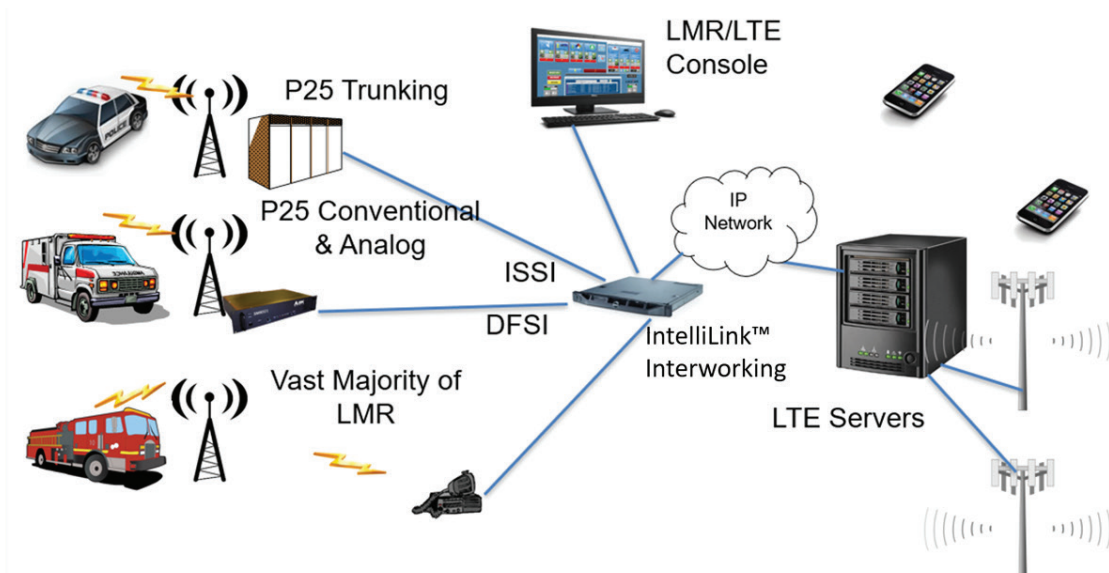 LMR/LTE
Console
P25 Trunking
POLICE
IP
Network
P25 Conventional
& Analog
ISSI
DFSI
IntelliLink™
Interworking
Vast Majority of
LMR
LTE Servers